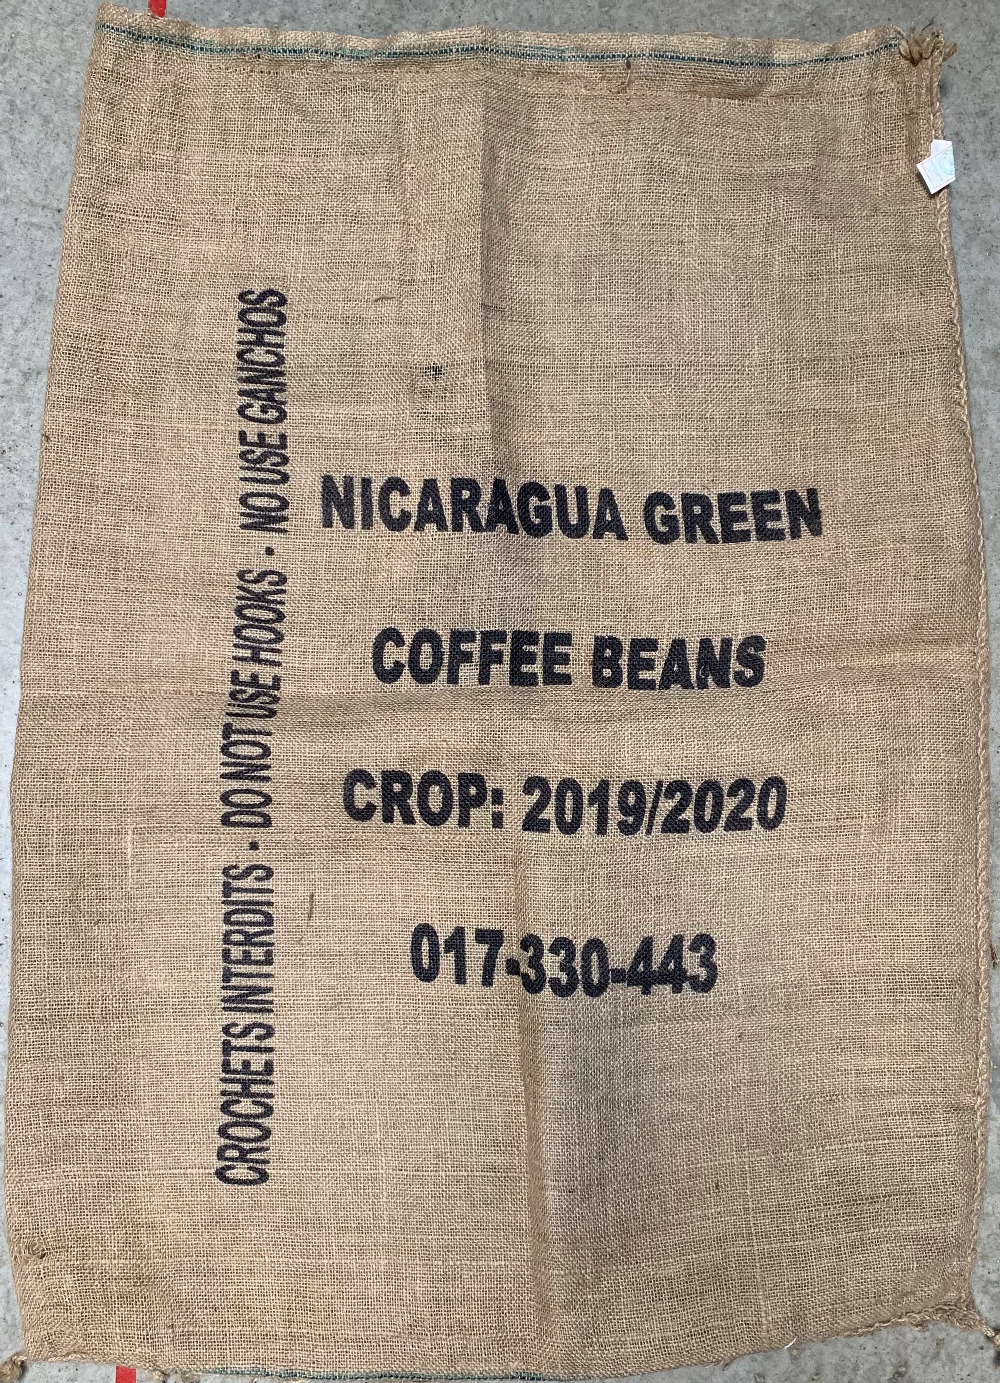 CROCHETS INTERDITS - DO NOT USE HOOKS - NO USE GANCHOS
NICARAGUA GREEN
COFFEE BEANS
CROP: 2019/2020
017-330-443